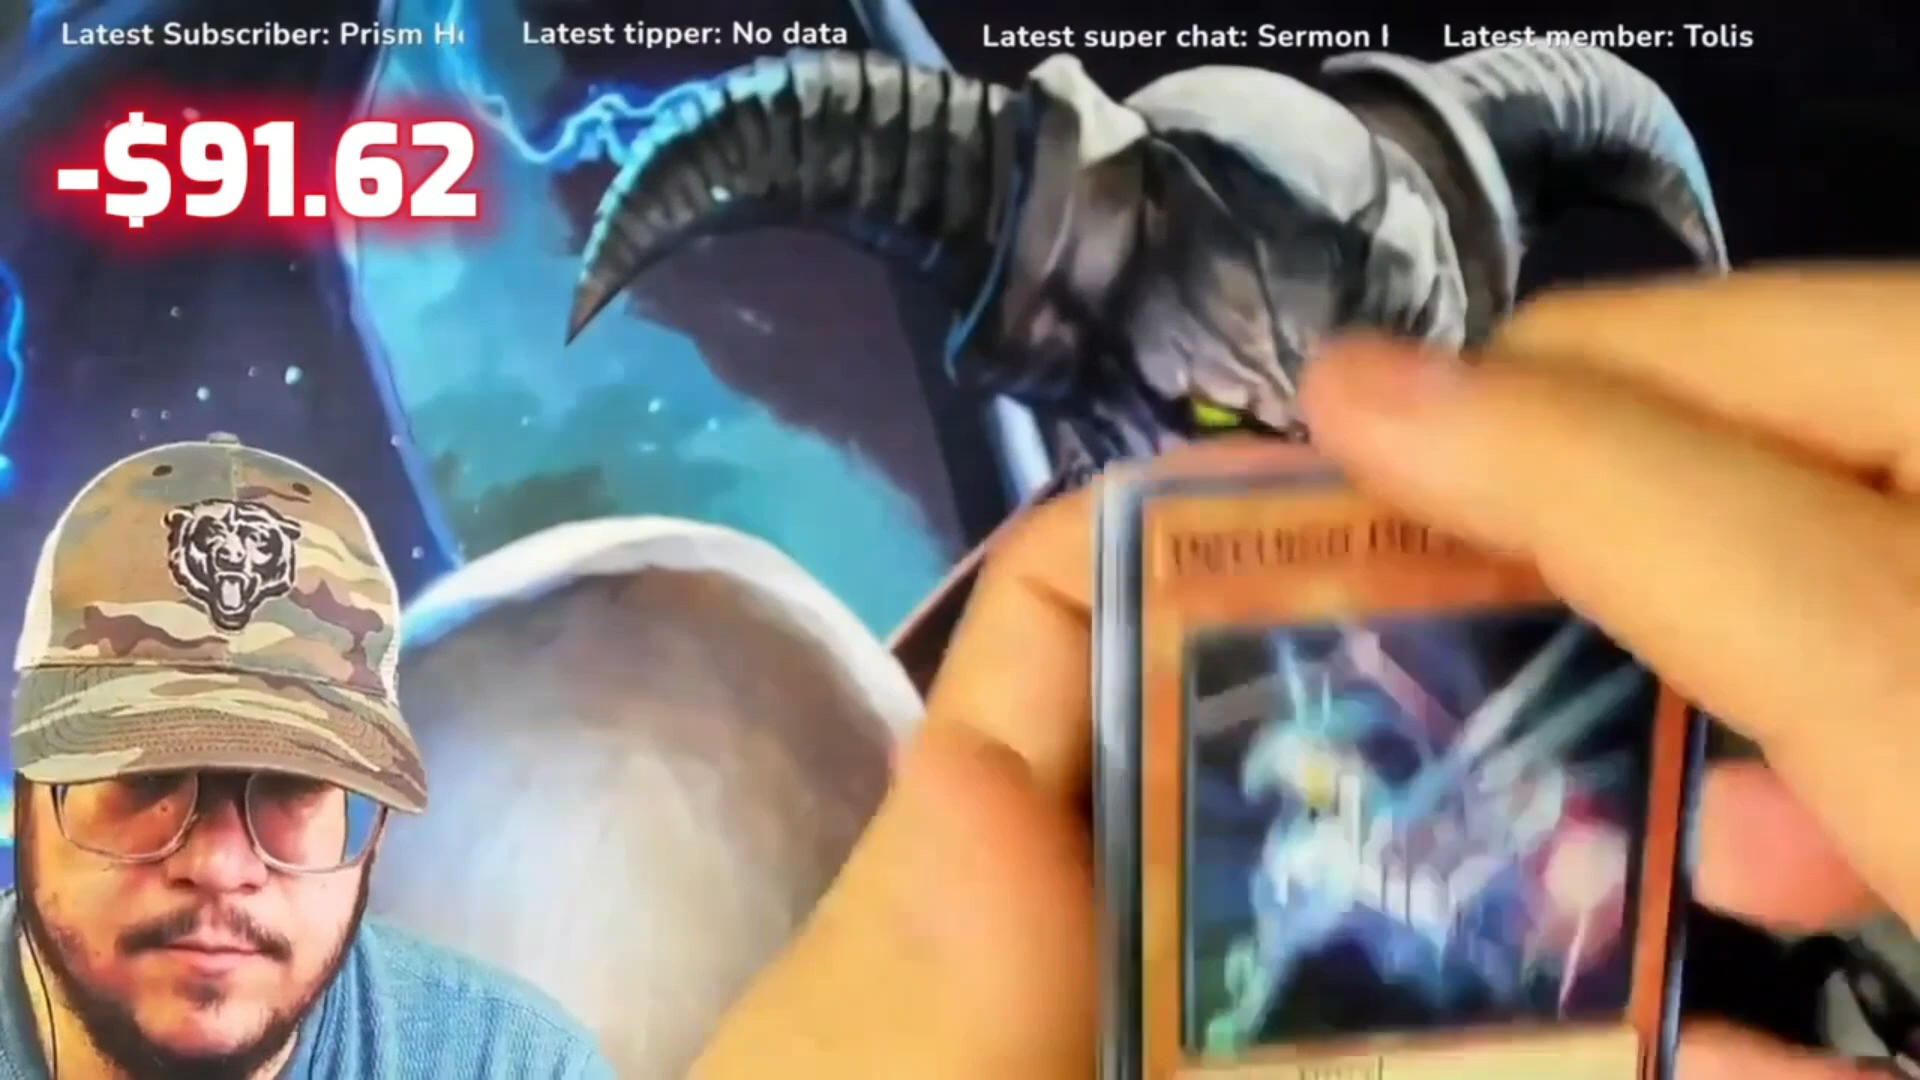 Latest Subscriber: Prism H
Latest tipper: No data
Latest super chat: Sermon
Latest member: Tolis
-$91.62